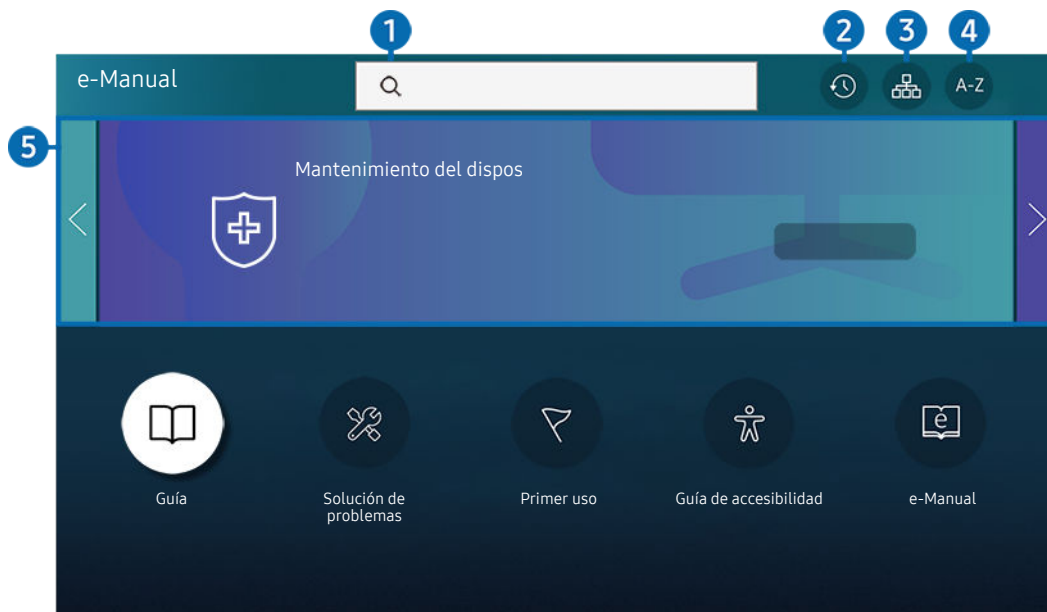 1
2
3
4
e-Manual
A-Z
5
Mantenimiento del dispos
Guía
Solución de
problemas
Primer uso
Guía de accesibilidad
e-Manual